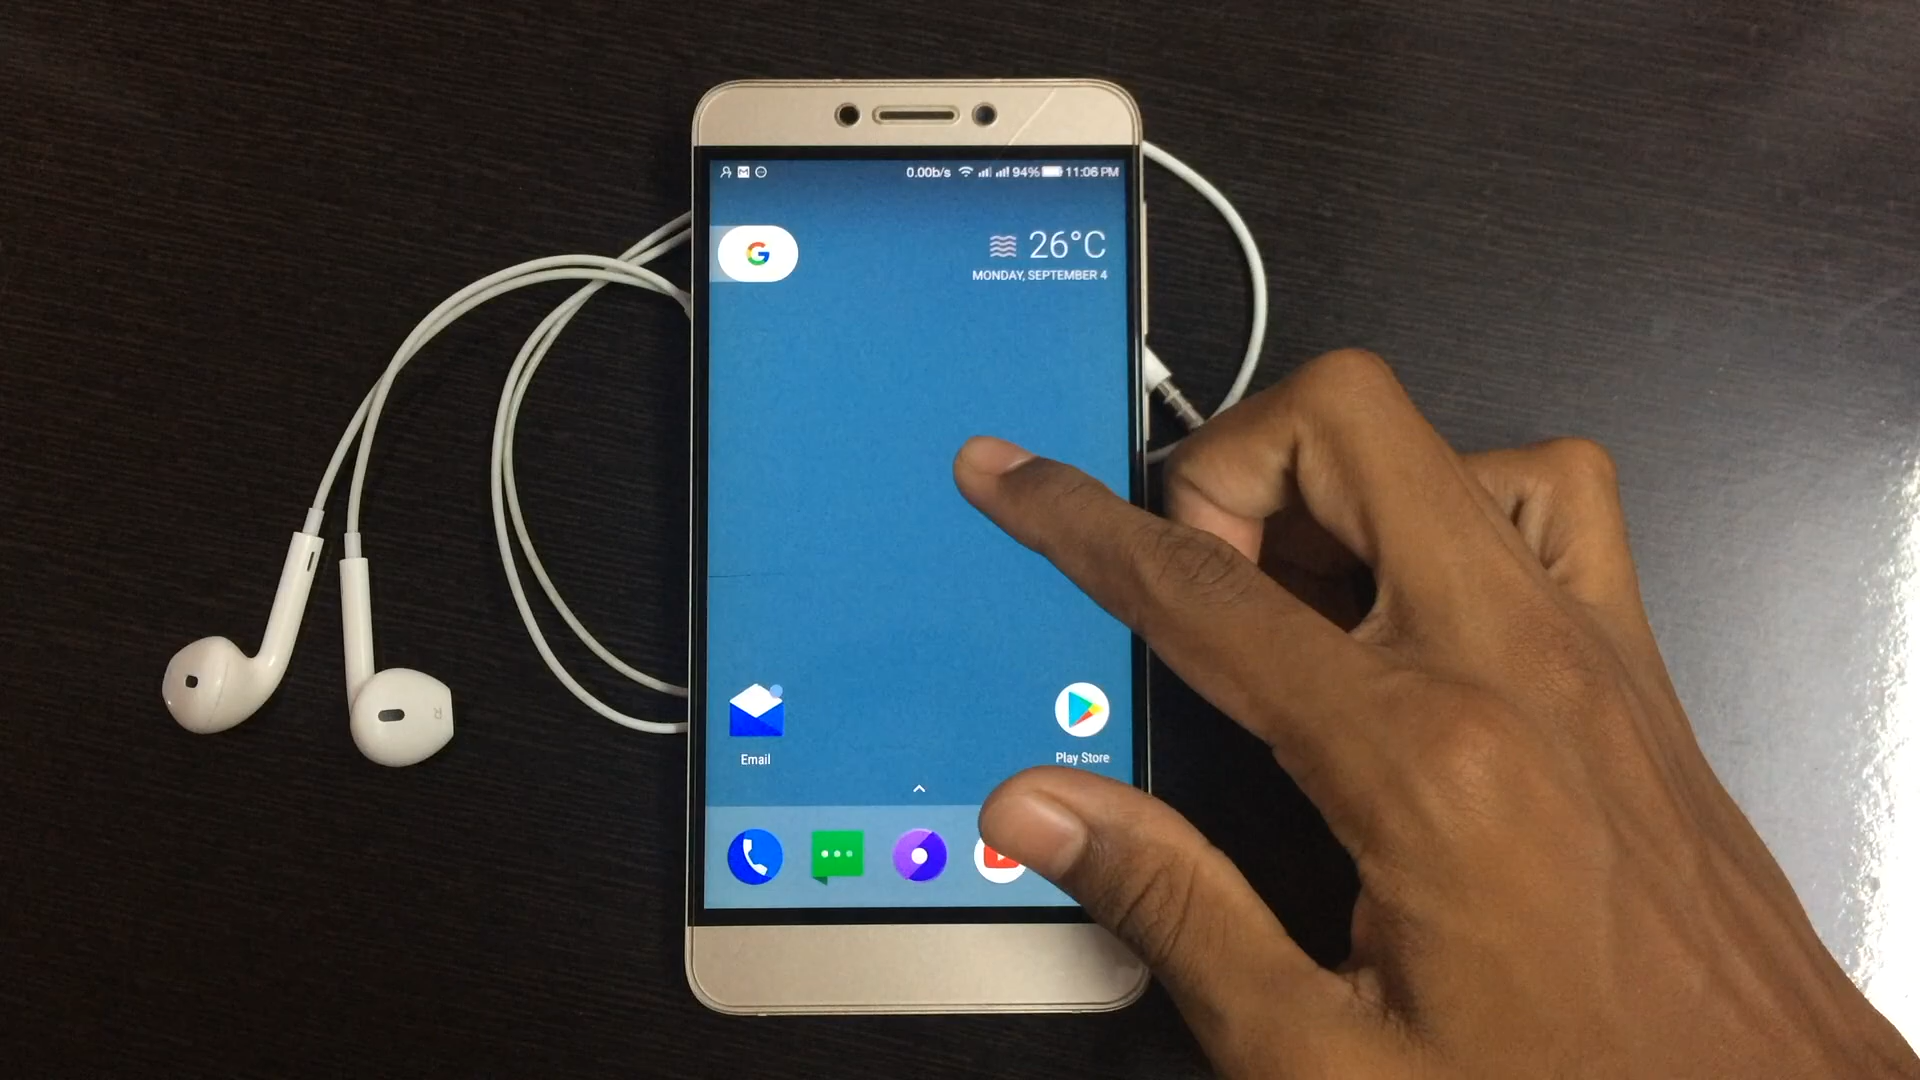 0.00b/s 94% 11:06 PM
G
26°C
MONDAY, SEPTEMBER 4
Email
Play Store
R